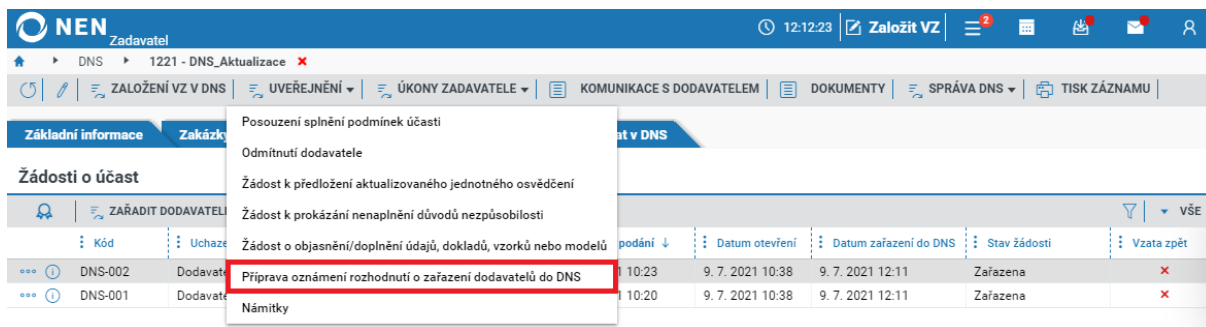 NEN Zadavatel 12:12:23 Založit VZ 2
DNS 1221 - DNS_Aktualizace
ZALOŽENÍ VZ V DNS UVEŘEJNĚNÍ ÚKONY ZADAVATELE KOMUNIKACE S DODAVATELEM DOKUMENTY SPRÁVA DNS TISK ZÁZNAMU
Základní informace at v DNS
Posouzení splnění podmínek účasti
Odmítnutí dodavatele
Žádost k předložení aktualizovaného jednotného osvědčení
Žádost k prokázání nenaplnění důvodů nezpůsobilosti
Žádost o objasnění/doplnění údajů, dokladů, vzorků nebo modelů
Příprava oznámení rozhodnutí o zařazení dodavatelů do DNS
Námitky
Žádosti o účast
ZAŘADIT VŠE
Kód podání ↓ Datum otevření Datum zařazení do DNS Stav žádosti Vzata zpět
DNS-002 10:23 9. 7. 2021 10:38 9. 7. 2021 12:11 Zařazena
DNS-001 10:20 9. 7. 2021 10:38 9. 7. 2021 12:11 Zařazena